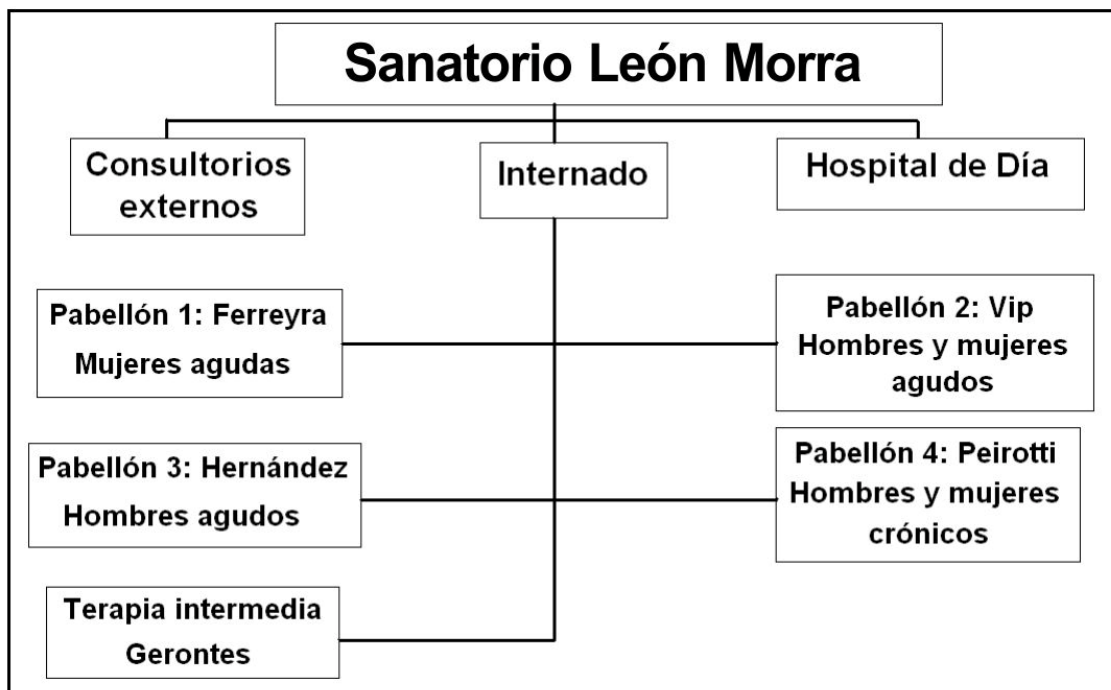 Sanatorio León Morra
Consultorios
externos
Internado
Hospital de Día
Pabellón 1: Ferreyra
Mujeres agudas
Pabellón 2: Vip
Hombres y mujeres
agudos
Pabellón 3: Hernández
Hombres agudos
Pabellón 4: Peirotti
Hombres y mujeres
crónicos
Terapia intermedia
Gerontes